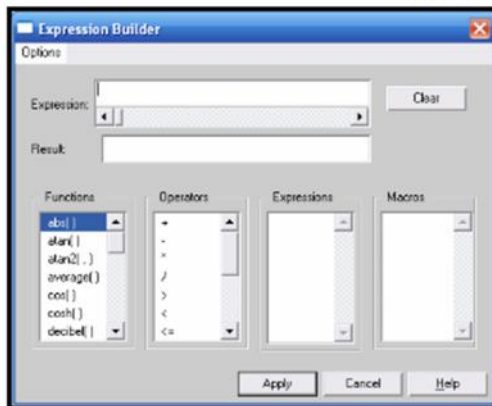 Expression Builder
Options
Expression:
Clear
Result:
Functions
Operators
Expressions
Macros
abs( )
atan( )
atan2( , )
average( )
cos( )
cosh( )
decibel( )
+
-
*
/
>
<
<=
Apply
Cancel
Help